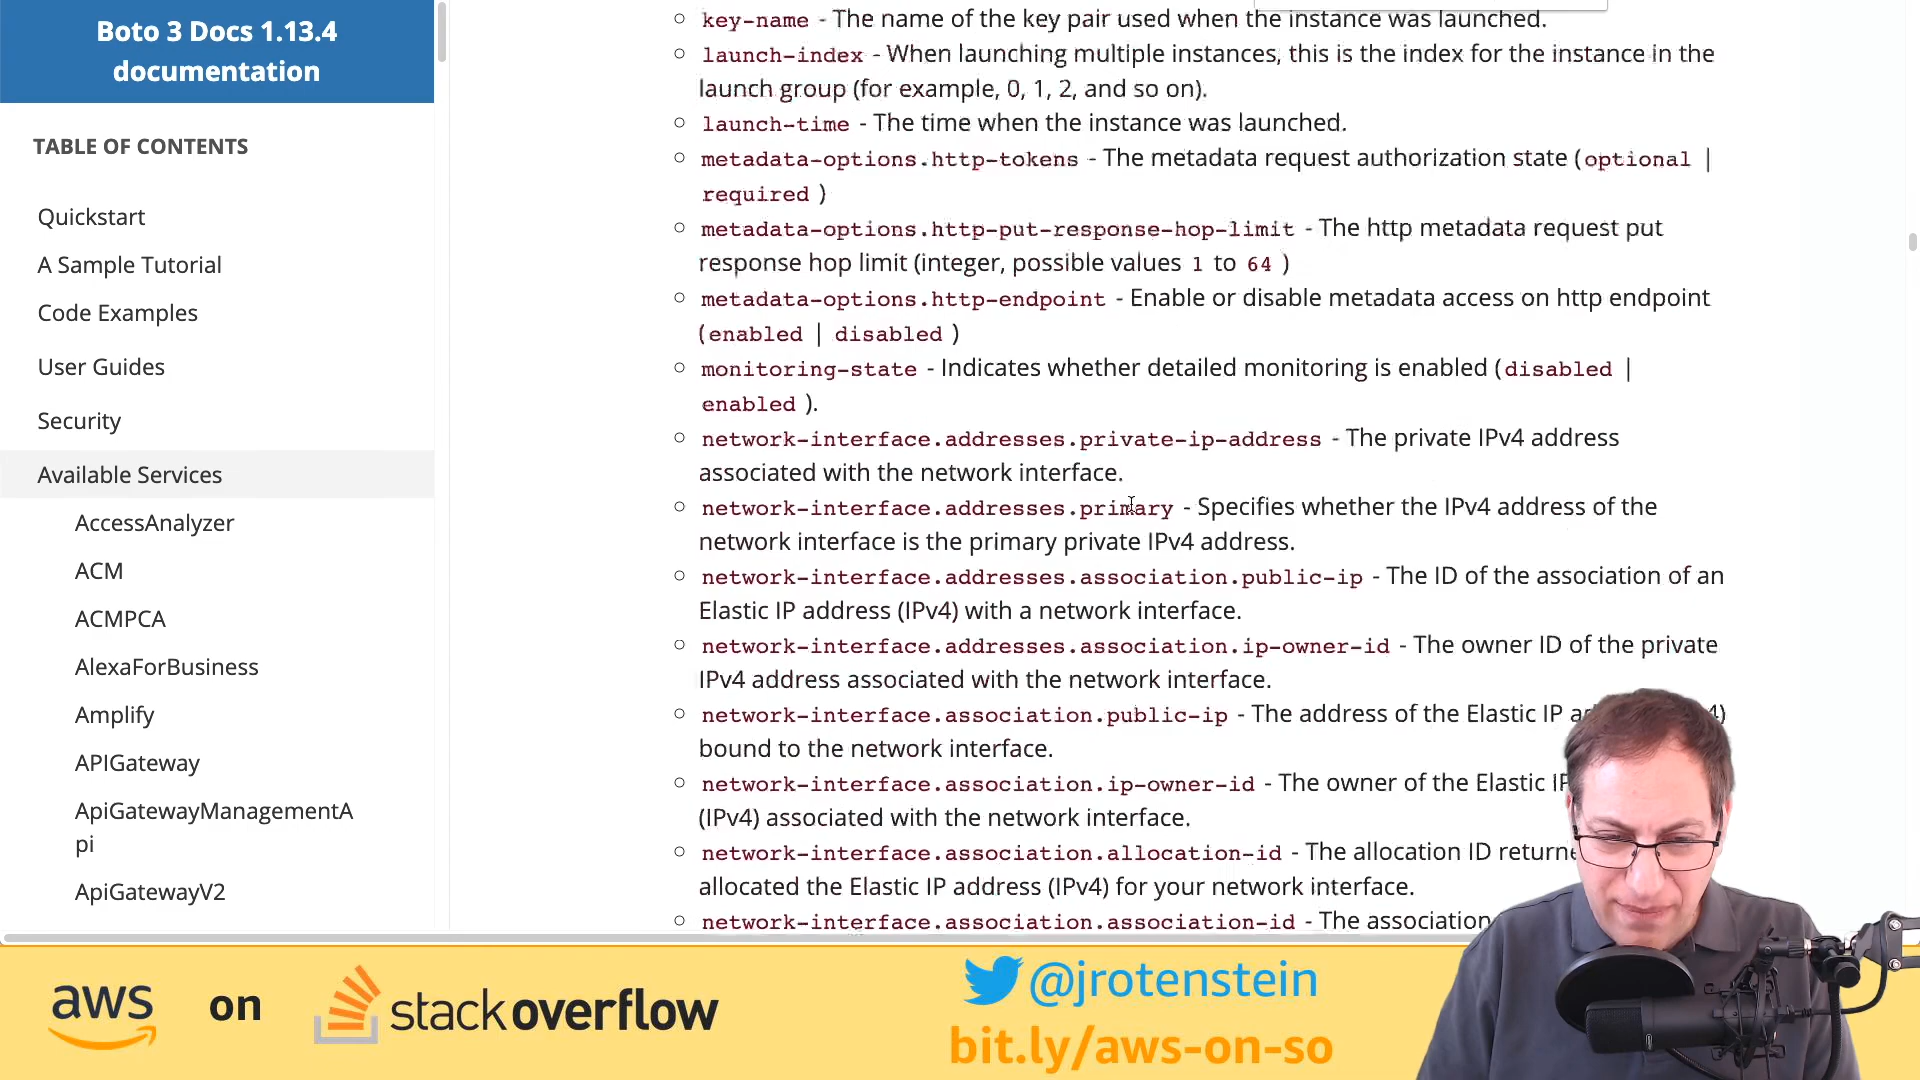 Boto 3 Docs 1.13.4
documentation
TABLE OF CONTENTS
Quickstart
A Sample Tutorial
Code Examples
User Guides
Security
Available Services
AccessAnalyzer
ACM
ACMPCA
AlexaForBusiness
Amplify
APIGateway
ApiGatewayManagementA
pi
ApiGatewayV2
key-name - The name of the key pair used when the instance was launched.
launch-index - When launching multiple instances, this is the index for the instance in the
launch group (for example, 0, 1, 2, and so on).
launch-time - The time when the instance was launched.
metadata-options.http-tokens - The metadata request authorization state (optional |
required )
metadata-options.http-put-response-hop-limit - The http metadata request put
response hop limit (integer, possible values 1 to 64 )
metadata-options.http-endpoint - Enable or disable metadata access on http endpoint
(enabled | disabled )
monitoring-state - Indicates whether detailed monitoring is enabled (disabled |
enabled ).
network-interface.addresses.private-ip-address - The private IPv4 address
associated with the network interface.
network-interface.addresses.primary - Specifies whether the IPv4 address of the
network interface is the primary private IPv4 address.
network-interface.addresses.association.public-ip - The ID of the association of an
Elastic IP address (IPv4) with a network interface.
network-interface.addresses.association.ip-owner-id - The owner ID of the private
IPv4 address associated with the network interface.
network-interface.association.public-ip - The address of the Elastic IP 4)
bound to the network interface.
network-interface.association.ip-owner-id - The owner of the Elastic IP
(IPv4) associated with the network interface.
network-interface.association.allocation-id - The allocation ID
allocated the Elastic IP address (IPv4) for your network interface.
network-interface.association.association-id - The association
aws on stackoverflow
@jrotenstein
bit.ly/aws-on-so